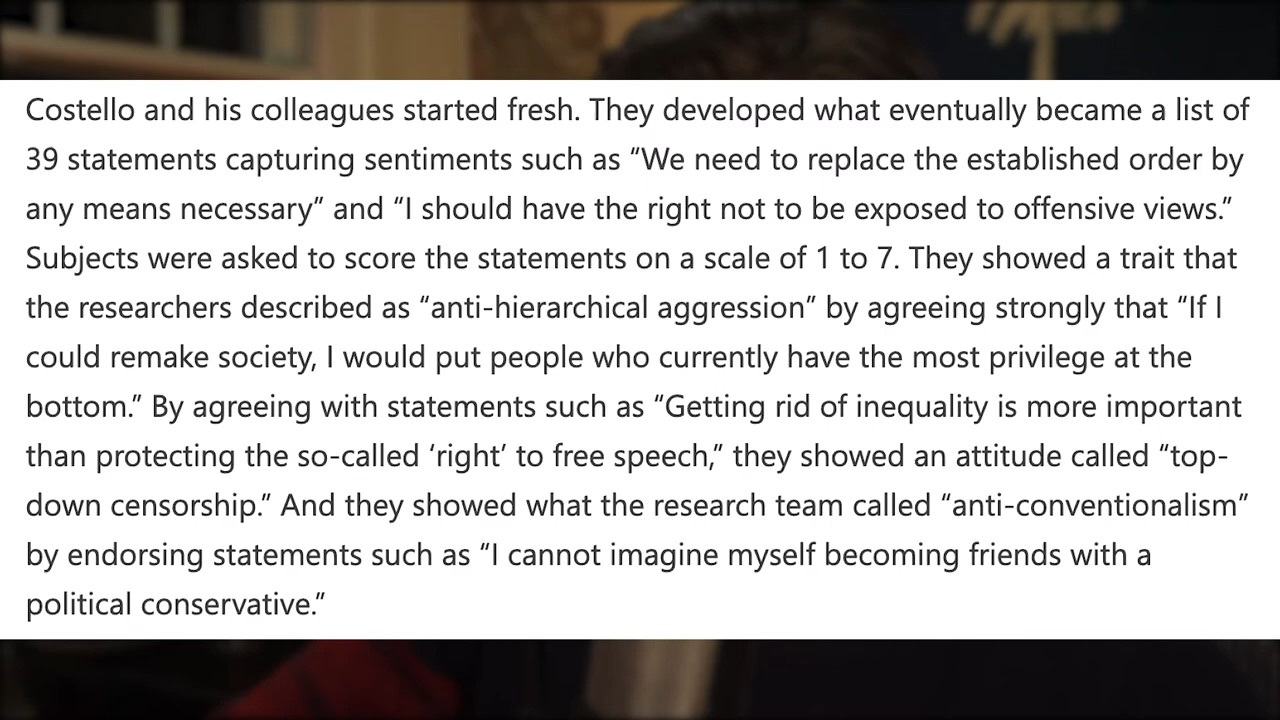 Costello and his colleagues started fresh. They developed what eventually became a list of
39 statements capturing sentiments such as “We need to replace the established order by
any means necessary” and “I should have the right not to be exposed to offensive views.”
Subjects were asked to score the statements on a scale of 1 to 7. They showed a trait that
the researchers described as “anti-hierarchical aggression” by agreeing strongly that “If I
could remake society, I would put people who currently have the most privilege at the
bottom.” By agreeing with statements such as “Getting rid of inequality is more important
than protecting the so-called ‘right’ to free speech,” they showed an attitude called “top-
down censorship.” And they showed what the research team called “anti-conventionalism”
by endorsing statements such as “I cannot imagine myself becoming friends with a
political conservative.”